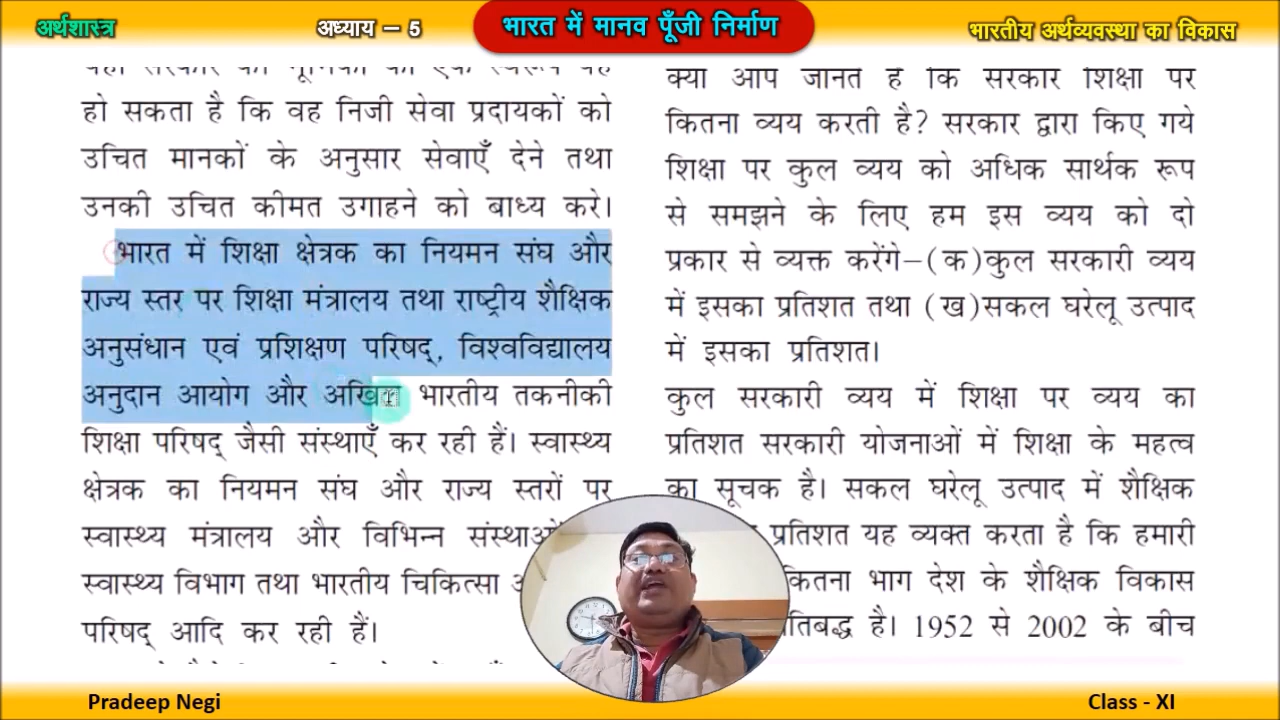 अर्थशास्त्र
अध्याय – 5
भारत में मानव पूँजी निर्माण
भारतीय अर्थव्यवस्था का विकास
हो सकता है कि वह निजी सेवा प्रदायकों को
उचित मानकों के अनुसार सेवाएँ देने तथा
उनकी उचित कीमत उगाहने को बाध्य करे।
भारत में शिक्षा क्षेत्रक का नियमन संघ और
राज्य स्तर पर शिक्षा मंत्रालय तथा राष्ट्रीय शैक्षिक
अनुसंधान एवं प्रशिक्षण परिषद्, विश्वविद्यालय
अनुदान आयोग और अखिल भारतीय तकनीकी
शिक्षा परिषद् जैसी संस्थाएँ कर रही हैं। स्वास्थ्य
क्षेत्रक का नियमन संघ और राज्य स्तरों पर
स्वास्थ्य मंत्रालय और विभिन्न
स्वास्थ्य विभाग तथा भारतीय चिकित्सा
परिषद् आदि कर रही हैं।
क्या आप जानते हैं कि सरकार शिक्षा पर
कितना व्यय करती है? सरकार द्वारा किए गये
शिक्षा पर कुल व्यय को अधिक सार्थक रूप
से समझने के लिए हम इस व्यय को दो
प्रकार से व्यक्त करेंगे–(क)कुल सरकारी व्यय
में इसका प्रतिशत तथा (ख)सकल घरेलू उत्पाद
में इसका प्रतिशत।
कुल सरकारी व्यय में शिक्षा पर व्यय का
प्रतिशत सरकारी योजनाओं में शिक्षा के महत्व
का सूचक है। सकल घरेलू उत्पाद में शैक्षिक
प्रतिशत यह व्यक्त करता है कि हमारी
कितना भाग देश के शैक्षिक विकास
है। 1952 से 2002 के बीच
Pradeep Negi
Class - XI